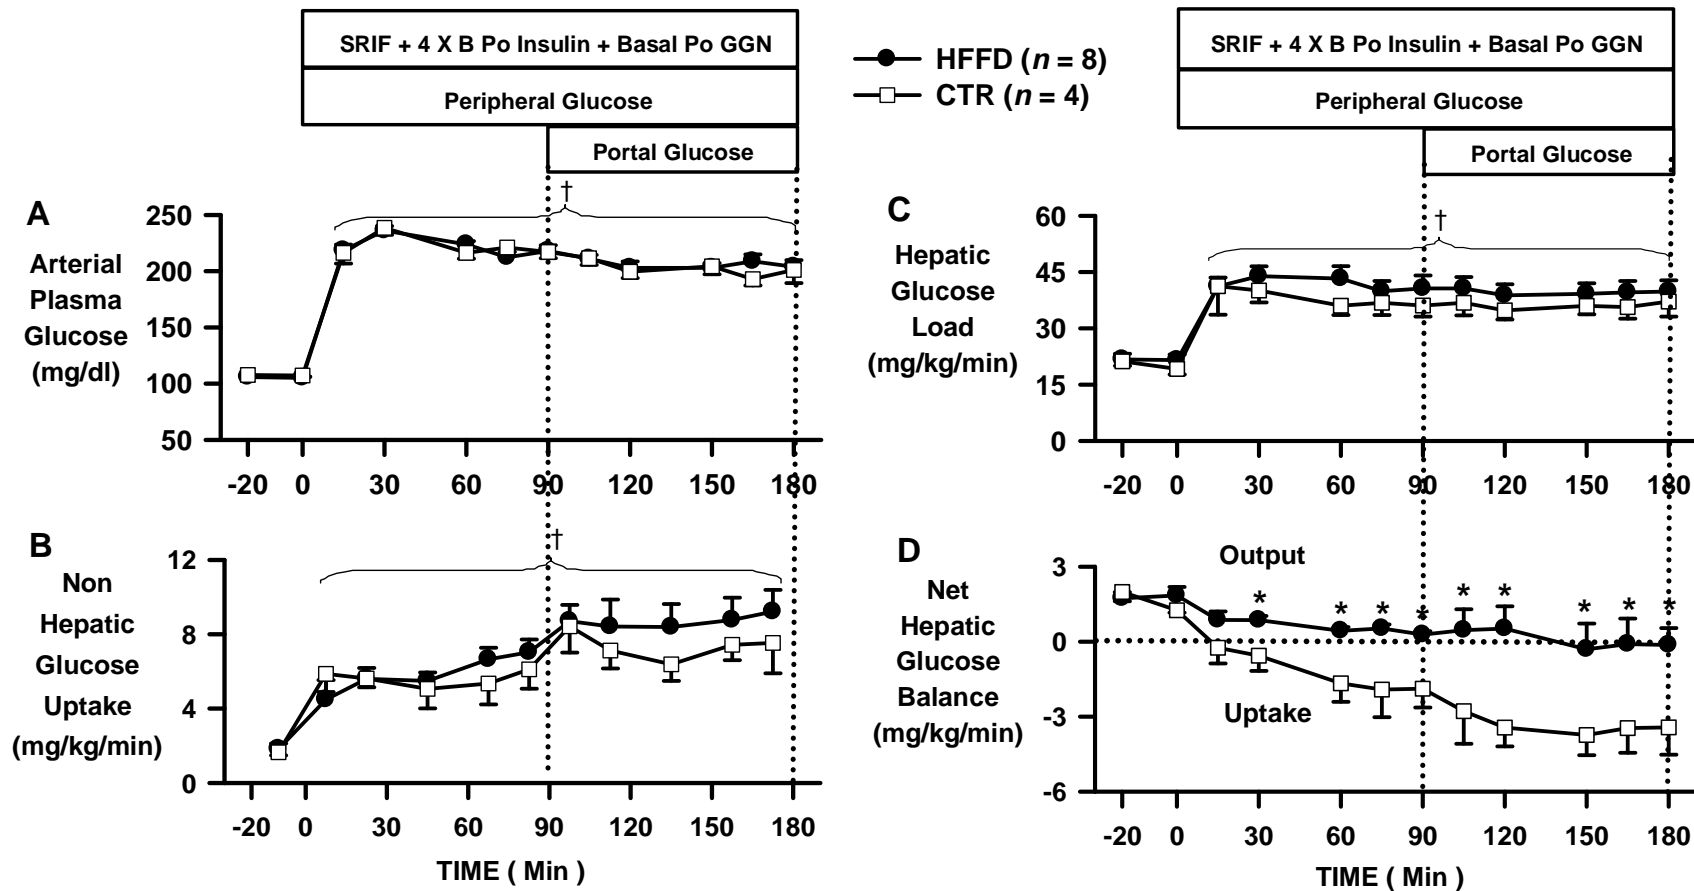 SRIF + 4 X B Po Insulin + Basal Po GGN
Peripheral Glucose
Portal Glucose
HFFD (n = 8)
CTR (n = 4)
SRIF + 4 X B Po Insulin + Basal Po GGN
Peripheral Glucose
Portal Glucose
A
Arterial
Plasma
Glucose
(mg/dl)
250
200
150
100
50
†
-20 0 30 60 90 120 150 180
B
Non
Hepatic
Glucose
Uptake
(mg/kg/min)
12
8
4
0
†
-20 0 30 60 90 120 150 180
TIME ( Min )
C
Hepatic
Glucose
Load
(mg/kg/min)
60
45
30
15
0
†
-20 0 30 60 90 120 150 180
D
Net
Hepatic
Glucose
Balance
(mg/kg/min)
3
0
-3
-6
Output
* * * * * * * * *
Uptake
-20 0 30 60 90 120 150 180
TIME ( Min )